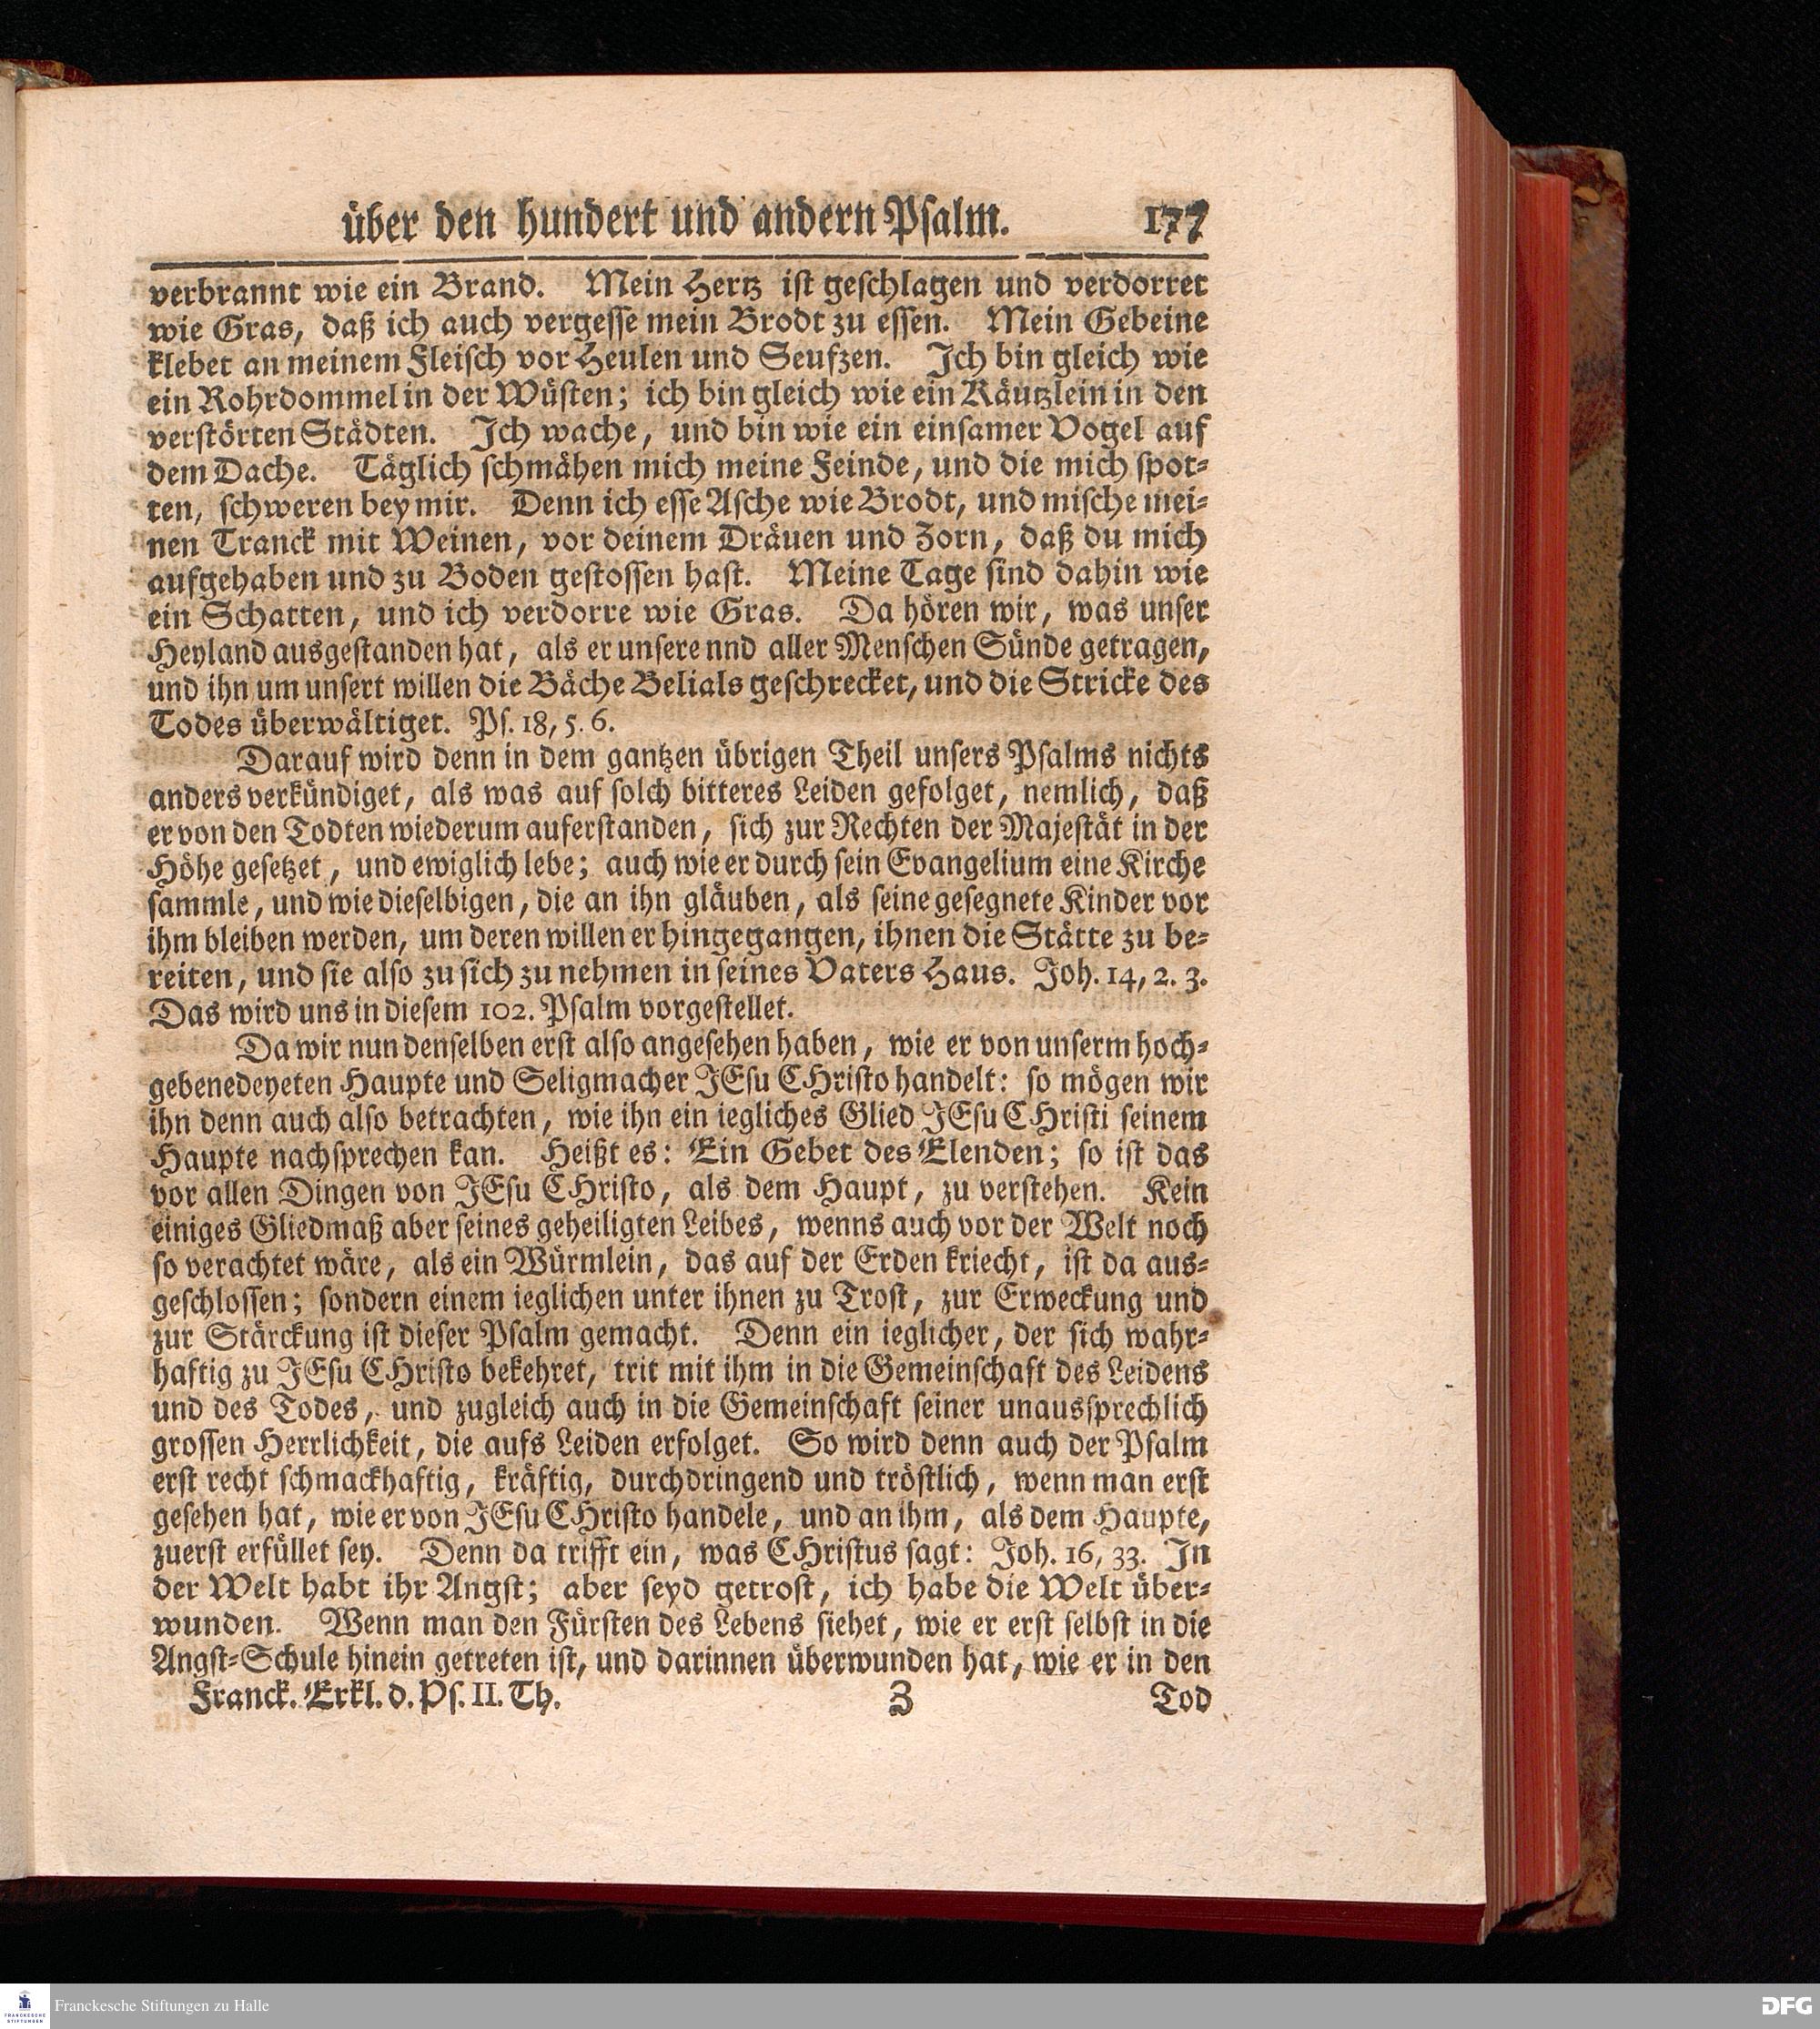 über den hundert und andern Psalm. 177
verbrannt wie ein Brand. Mein Hertz ist geschlagen und verdorret
wie Gras, daß ich auch vergesse mein Brodt zu essen. Mein Gebeine
klebet an meinem Fleisch vor Heulen und Seufzen. Ich bin gleich wie
ein Rohrdommel in der Wüsten; ich bin gleich wie ein Käutzlein in den
verstörten Städten. Ich wache, und bin wie ein einsamer Vogel auf
dem Dache. Täglich schmähen mich meine Feinde, und die mich spot-
ten, schweren bey mir. Denn ich esse Asche wie Brodt, und mische mei-
nen Tranck mit Weinen, vor deinem Dräuen und Zorn, daß du mich
aufgehaben und zu Boden gestossen hast. Meine Tage sind dahin wie
ein Schatten, und ich verdorre wie Gras. Da hören wir, was unser
Heyland ausgestanden hat, als er unsere nnd aller Menschen Sünde getragen,
und ihn um unsert willen die Bäche Belials geschrecket, und die Stricke des
Todes überwältiget. Ps. 18, 5. 6.
Darauf wird denn in dem gantzen übrigen Theil unsers Psalms nichts
anders verkündiget, als was auf solch bitteres Leiden gefolget, nemlich, daß
er von den Todten wiederum auferstanden, sich zur Rechten der Majestät in der
Höhe gesetzet, und ewiglich lebe; auch wie er durch sein Evangelium eine Kirche
sammle, und wie dieselbigen, die an ihn gläuben, als seine gesegnete Kinder vor
ihm bleiben werden, um deren willen er hingegangen, ihnen die Stätte zu be-
reiten, und sie also zu sich zu nehmen in seines Vaters Haus. Joh. 14, 2. 3.
Das wird uns in diesem 102. Psalm vorgestellet.
Da wir nun denselben erst also angesehen haben, wie er von unserm hoch-
gebenedeyeten Haupte und Seligmacher JEsu CHristo handelt: so mögen wir
ihn denn auch also betrachten, wie ihn ein iegliches Glied JEsu CHristi seinem
Haupte nachsprechen kan. Heißt es: Ein Gebet des Elenden; so ist das
vor allen Dingen von JEsu CHristo, als dem Haupt, zu verstehen. Kein
einiges Gliedmaß aber seines geheiligten Leibes, wenns auch vor der Welt noch
so verachtet wäre, als ein Würmlein, das auf der Erden kriecht, ist da aus-
geschlossen; sondern einem ieglichen unter ihnen zu Trost, zur Erweckung und
zur Stärckung ist dieser Psalm gemacht. Denn ein ieglicher, der sich wahr-
haftig zu JEsu CHristo bekehret, trit mit ihm in die Gemeinschaft des Leidens
und des Todes, und zugleich auch in die Gemeinschaft seiner unaussprechlich
grossen Herrlichkeit, die aufs Leiden erfolget. So wird denn auch der Psalm
erst recht schmackhaftig, kräftig, durchdringend und tröstlich, wenn man erst
gesehen hat, wie er von JEsu CHristo handele, und an ihm, als dem Haupte,
zuerst erfüllet sey. Denn da trifft ein, was CHristus sagt: Joh. 16, 33. In
der Welt habt ihr Angst; aber seyd getrost, ich habe die Welt über-
wunden. Wenn man den Fürsten des Lebens siehet, wie er erst selbst in die
Angst-Schule hinein getreten ist, und darinnen überwunden hat, wie er in den
Franck. Erkl. d. Ps. II. Th. Z Tod
FRANCKESCHE STIFTUNGEN
Franckesche Stiftungen zu Halle
DFG